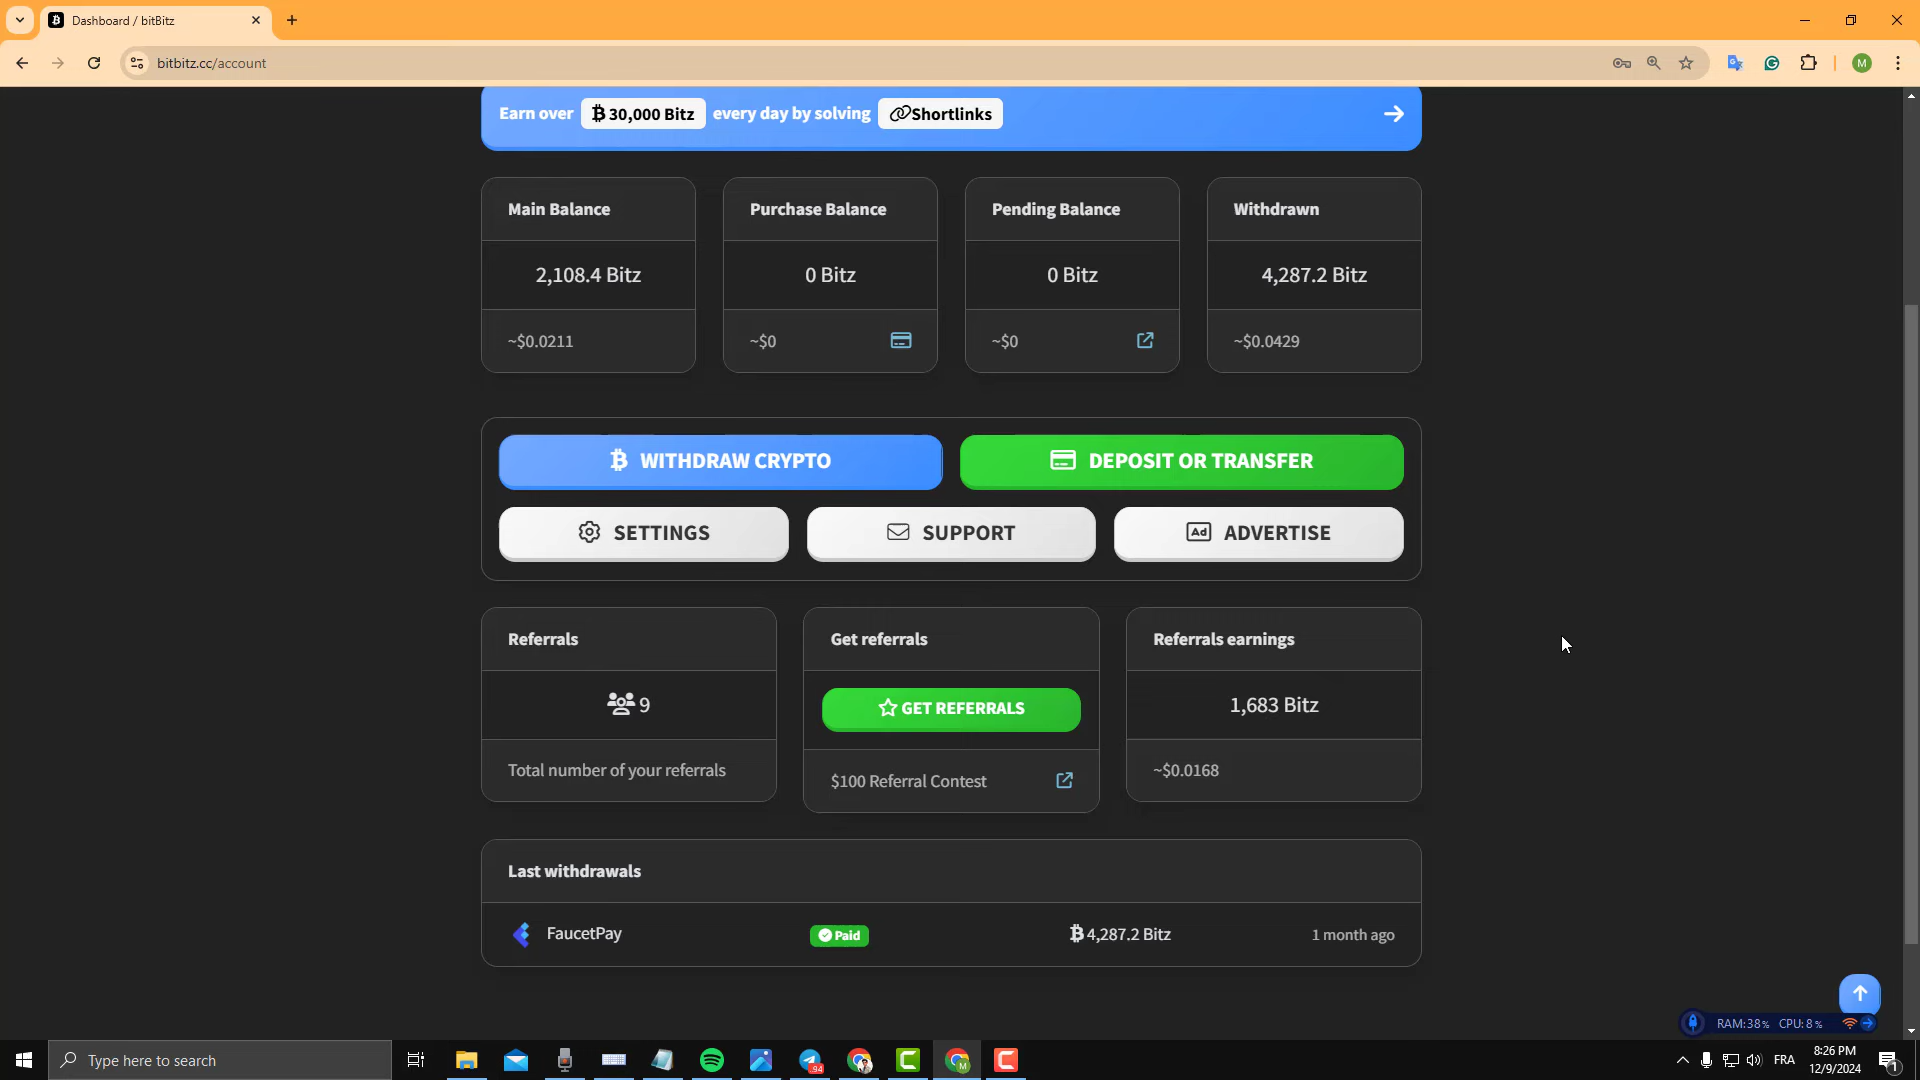 Dashboard / bitBitz
bitbitz.cc/account
M
Earn over 30,000 Bitz every day by solving Shortlinks
Main Balance
2,108.4 Bitz
~$0.0211
Purchase Balance
0 Bitz
~$0
Pending Balance
0 Bitz
~$0
Withdrawn
4,287.2 Bitz
~$0.0429
WITHDRAW CRYPTO
DEPOSIT OR TRANSFER
SETTINGS
SUPPORT
Ad ADVERTISE
Referrals
9
Total number of your referrals
Get referrals
GET REFERRALS
$100 Referral Contest
Referrals earnings
1,683 Bitz
~$0.0168
Last withdrawals
FaucetPay Paid 4,287.2 Bitz 1 month ago
RAM:38% CPU:8%
Type here to search
94
M
FRA
8:26 PM
12/9/2024
1